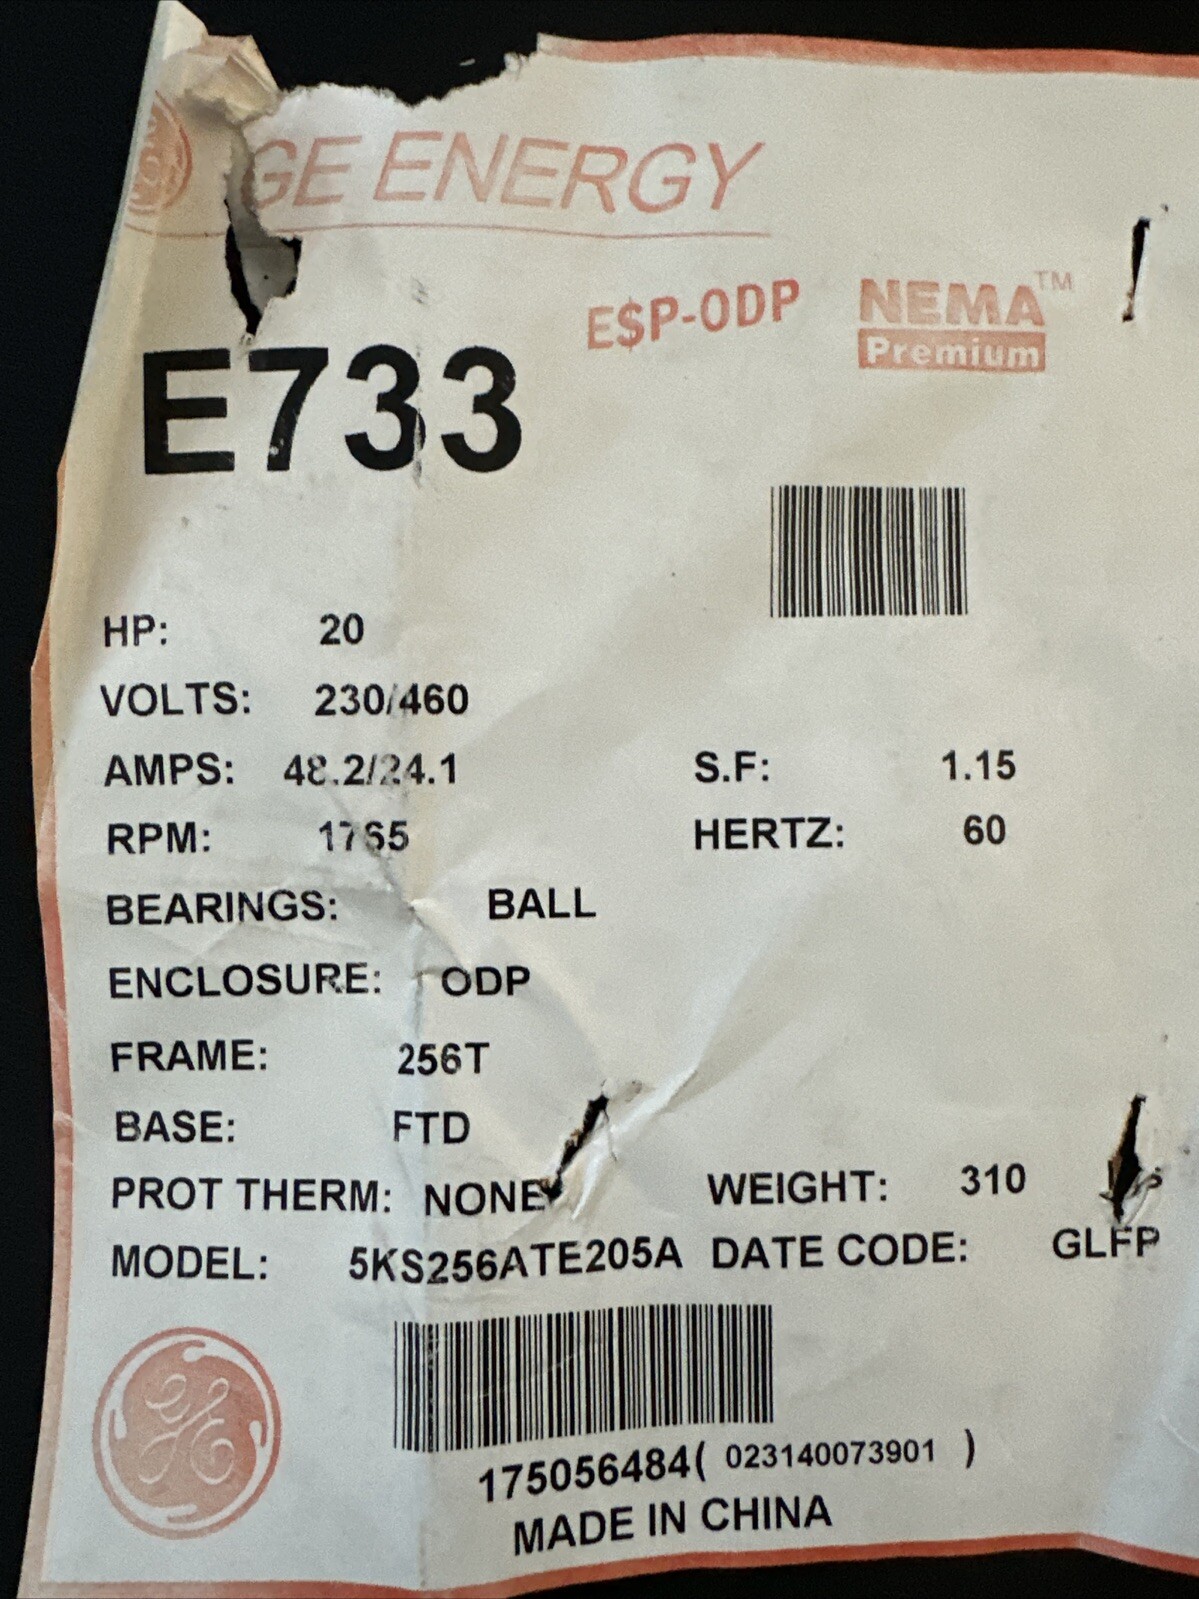 GE ENERGY
E$P-ODP
NEMA™
Premium
E733
HP: 20
VOLTS: 230/460
AMPS: 48.2/24.1 S.F: 1.15
RPM: 1765 HERTZ: 60
BEARINGS: BALL
ENCLOSURE: ODP
FRAME: 256T
BASE: FTD
PROT THERM: NONE WEIGHT: 310
MODEL: 5KS256ATE205A DATE CODE: GLFP
GE
175056484( 023140073901 )
MADE IN CHINA